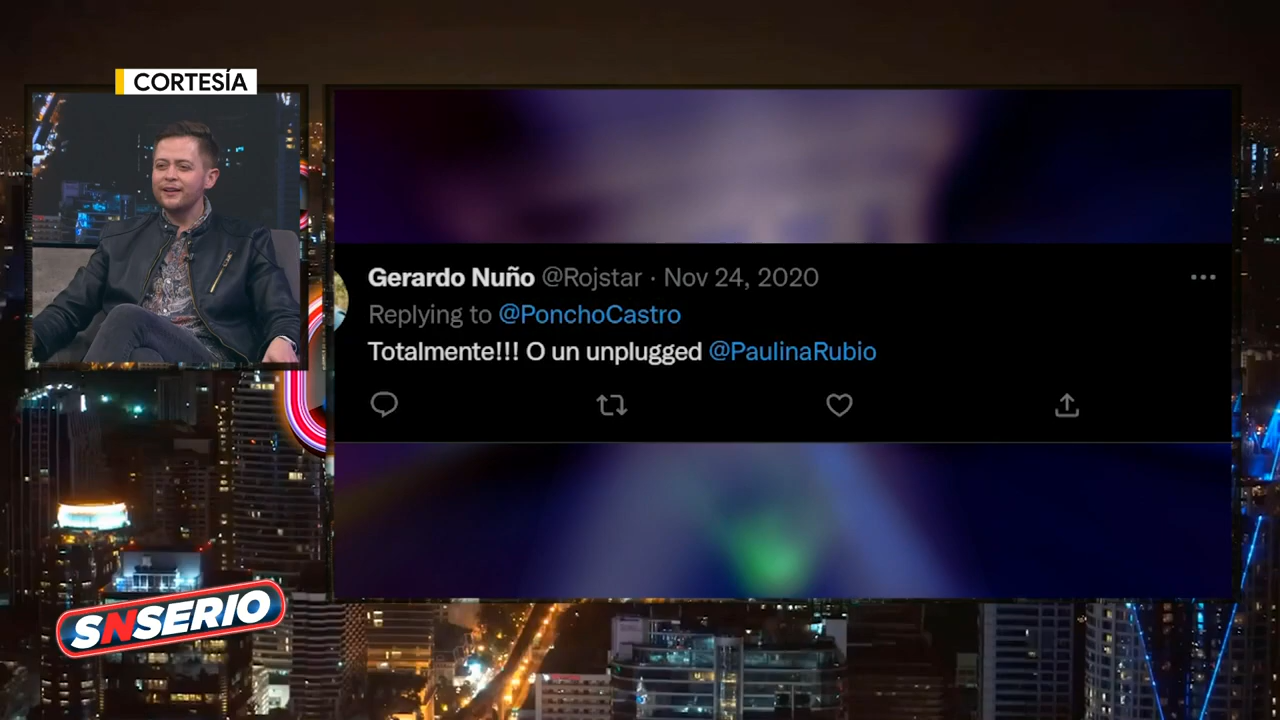 CORTESÍA
Gerardo Nuño @Rojstar · Nov 24, 2020
Replying to @PonchoCastro
Totalmente!!! O un unplugged @PaulinaRubio
SNSERIO